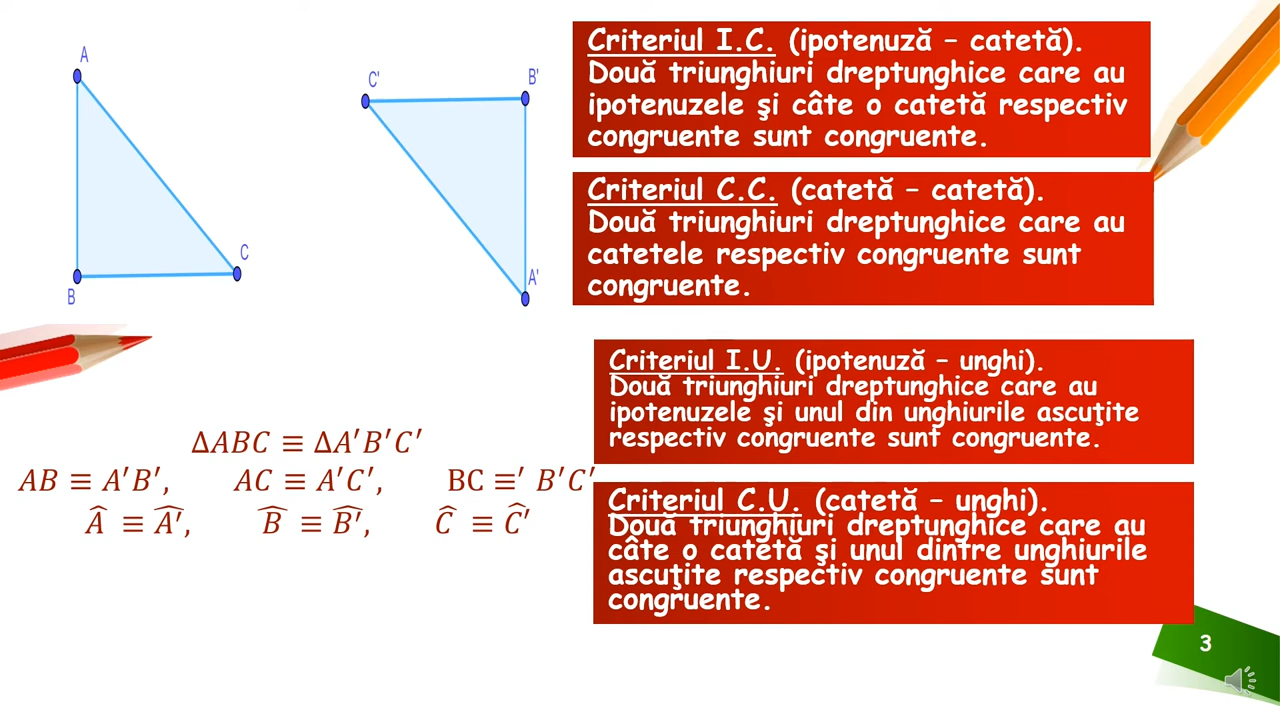 A
B
C
C'
B'
A'
Criteriul I.C. (ipotenuză – catetă).
Două triunghiuri dreptunghice care au
ipotenuzele şi câte o catetă respectiv
congruente sunt congruente.
Criteriul C.C. (catetă – catetă).
Două triunghiuri dreptunghice care au
catetele respectiv congruente sunt
congruente.
Criteriul I.U. (ipotenuză – unghi).
Două triunghiuri dreptunghice care au
ipotenuzele şi unul din unghiurile ascuţite
respectiv congruente sunt congruente.
Criteriul C.U. (catetă – unghi).
Două triunghiuri dreptunghice care au
câte o catetă şi unul dintre unghiurile
ascuţite respectiv congruente sunt
congruente.
ΔABC ≡ ΔA′B′C′
AB ≡ A′B′, AC ≡ A′C′, BC ≡′ B′C′
Â ≡ Â′, B̂ ≡ B̂′, Ĉ ≡ Ĉ′
3